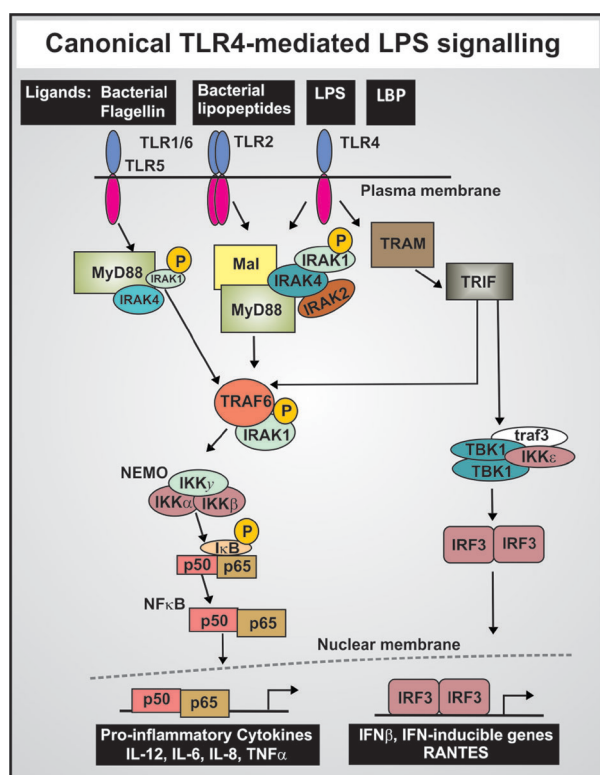 Canonical TLR4-mediated LPS signalling
Ligands: Bacterial
Flagellin
Bacterial
lipopeptides
LPS
LBP
TLR1/6
TLR5
TLR2
TLR4
Plasma membrane
MyD88
P
IRAK1
IRAK4
Mal
P
IRAK1
IRAK4
IRAK2
MyD88
TRAM
TRIF
TRAF6
P
IRAK1
NEMO
IKKy
IKKα
IKKβ
P
IκB
p50
p65
NFκB
p50
p65
traf3
TBK1
IKKε
TBK1
IRF3
IRF3
Nuclear membrane
p50
p65
IRF3
IRF3
Pro-inflammatory Cytokines
IL-12, IL-6, IL-8, TNFα
IFNβ, IFN-inducible genes
RANTES